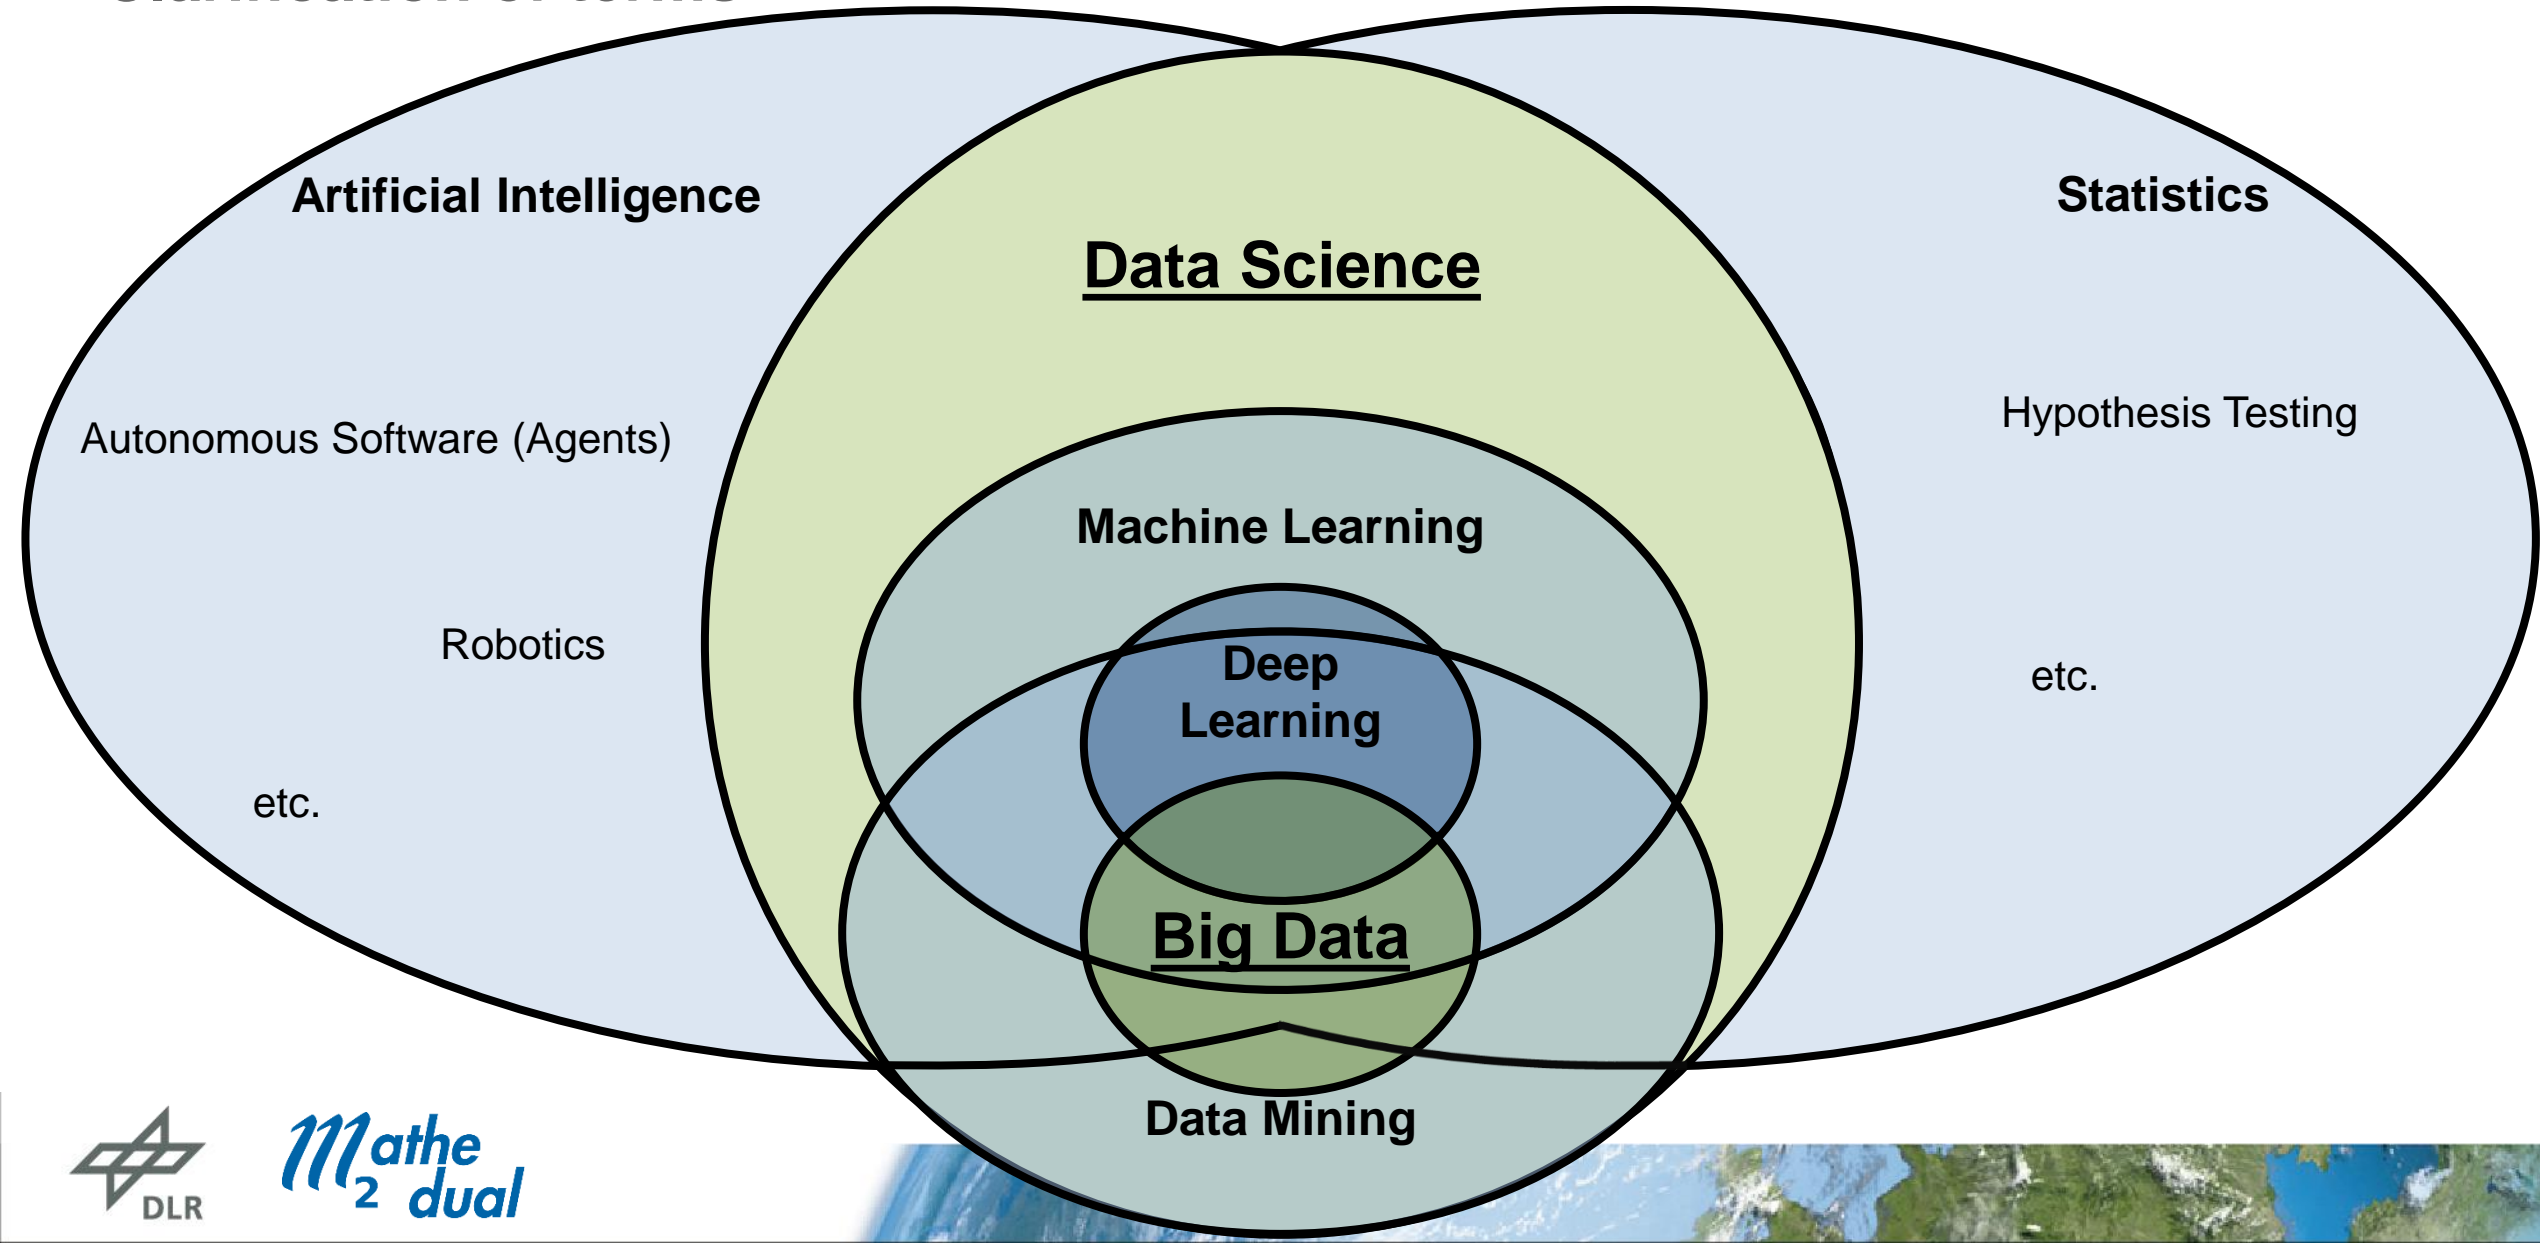 Artificial Intelligence
Statistics
Data Science
Hypothesis Testing
Autonomous Software (Agents)
Machine Learning
Robotics
Deep
Learning
etc.
etc.
Big Data
Data Mining
DLR
Mathe
2 dual